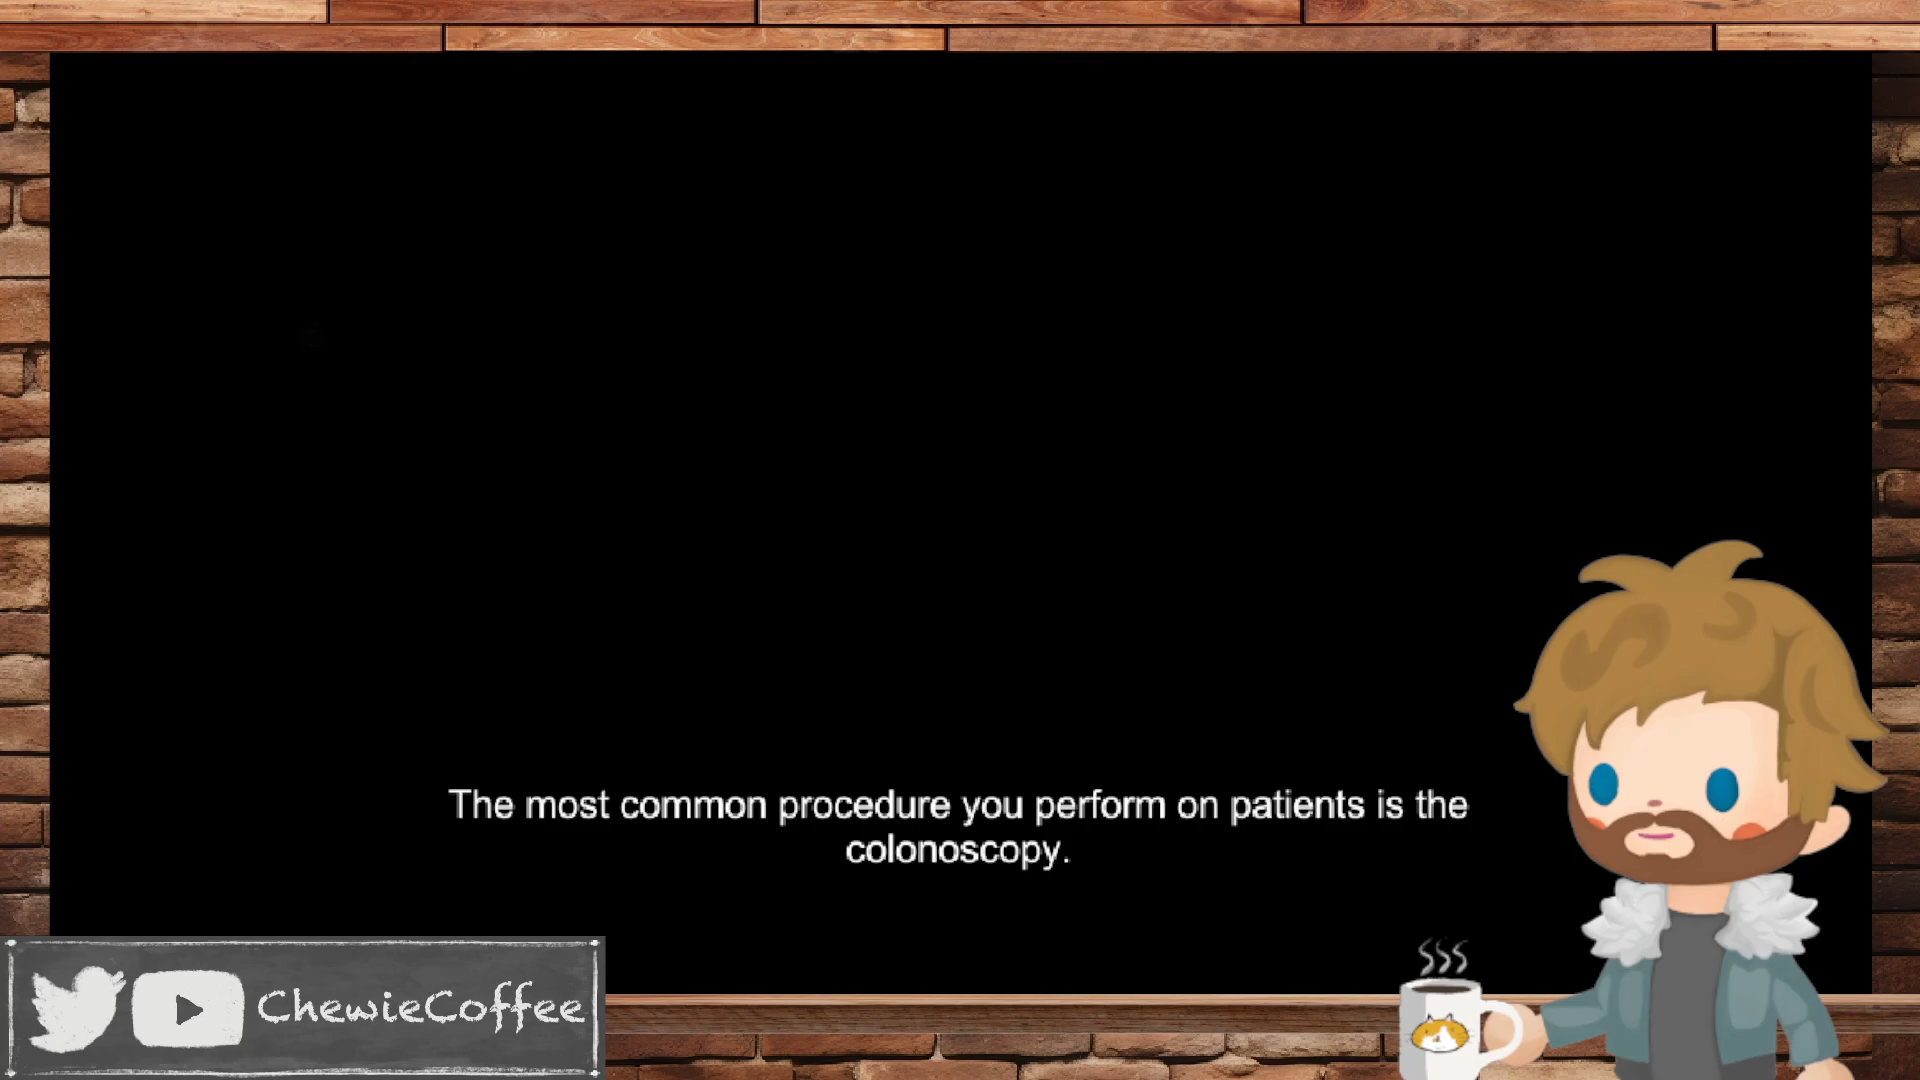 The most common procedure you perform on patients is the
colonoscopy.
ChewieCoffee